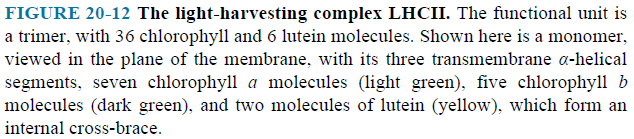 FIGURE 20-12 The light-harvesting complex LHCII. The functional unit is
a trimer, with 36 chlorophyll and 6 lutein molecules. Shown here is a monomer,
viewed in the plane of the membrane, with its three transmembrane α-helical
segments, seven chlorophyll a molecules (light green), five chlorophyll b
molecules (dark green), and two molecules of lutein (yellow), which form an
internal cross-brace.